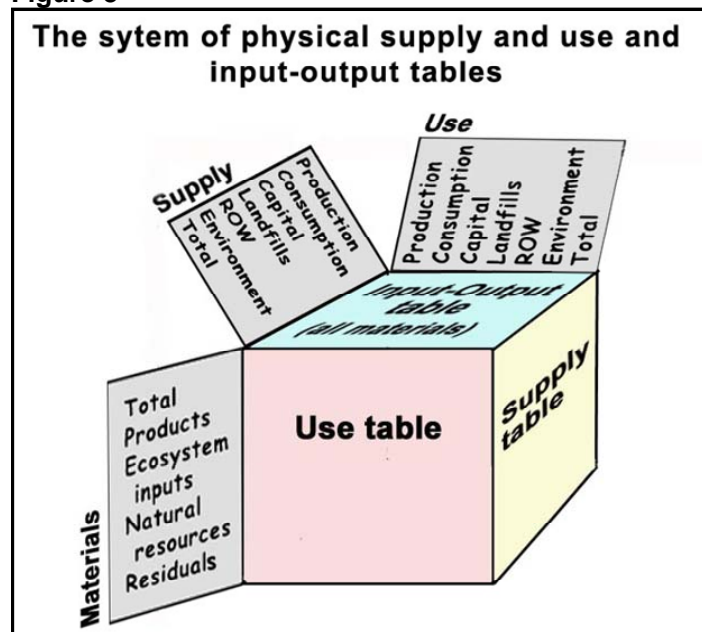 The sytem of physical supply and use and
input-output tables
Use
Supply
Production
Consumption
Capital
Landfills
ROW
Environment
Total
Production
Consumption
Capital
Landfills
ROW
Environment
Total
Input-Output
table
(all materials)
Use table
Supply
table
Materials
Total
Products
Ecosystem
inputs
Natural
resources
Residuals